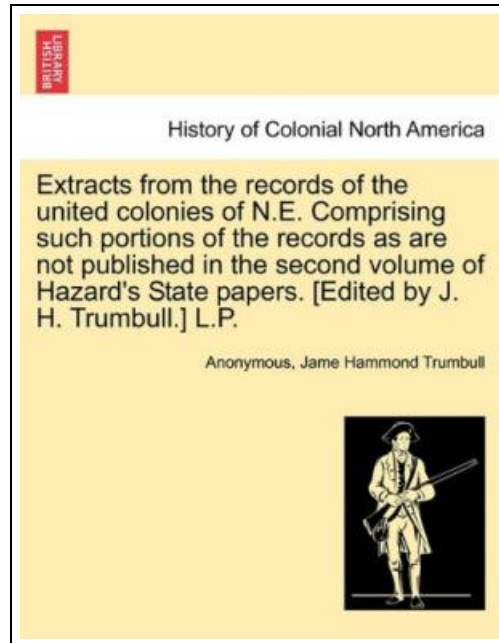 BRITISH
LIBRARY
History of Colonial North America
Extracts from the records of the
united colonies of N.E. Comprising
such portions of the records as are
not published in the second volume of
Hazard's State papers. [Edited by J.
H. Trumbull.] L.P.
Anonymous, Jame Hammond Trumbull